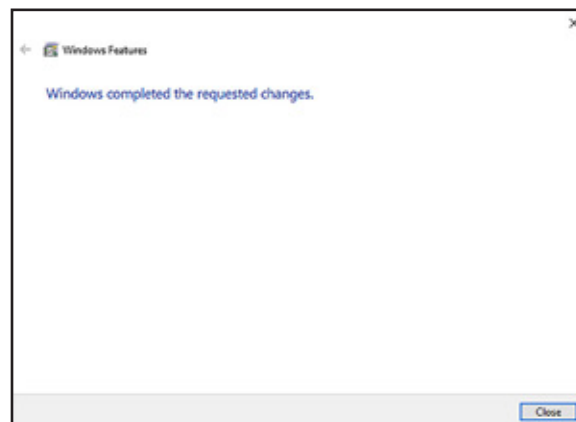 Windows Features
Windows completed the requested changes.
Close